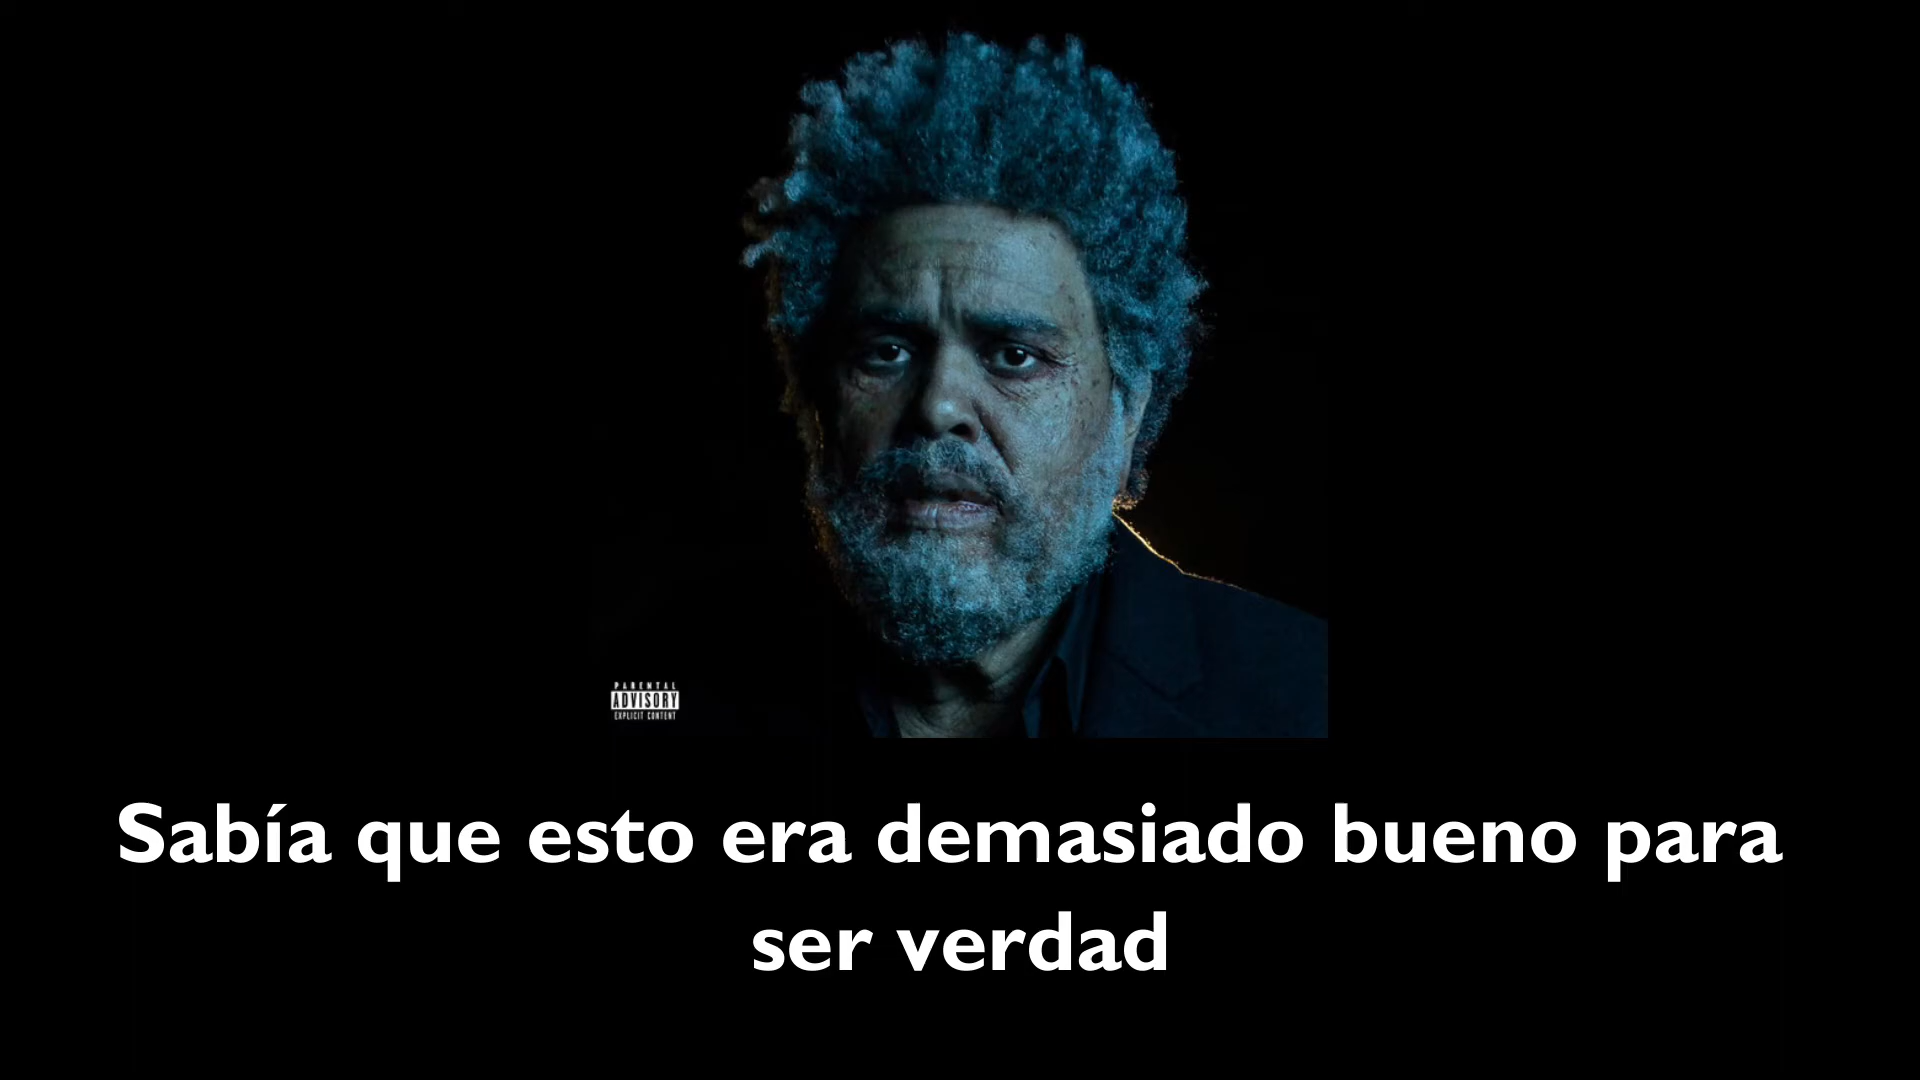 PARENTAL
ADVISORY
EXPLICIT CONTENT
Sabía que esto era demasiado bueno para
ser verdad